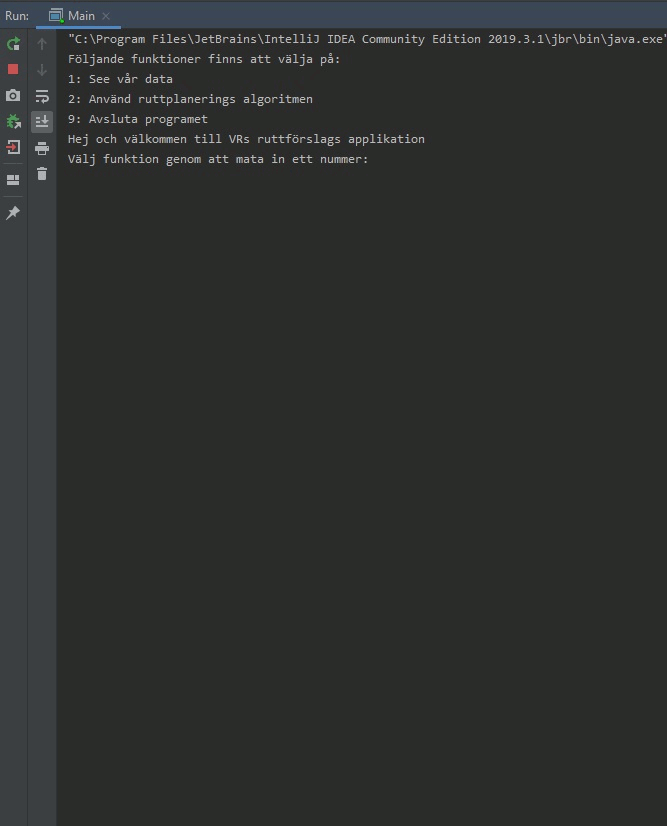 Run:
Main
"C:\Program Files\JetBrains\IntelliJ IDEA Community Edition 2019.3.1\jbr\bin\java.exe"
Följande funktioner finns att välja på:
1: See vår data
2: Använd ruttplanerings algoritmen
9: Avsluta programet
Hej och välkommen till VRs ruttförslags applikation
Välj funktion genom att mata in ett nummer: